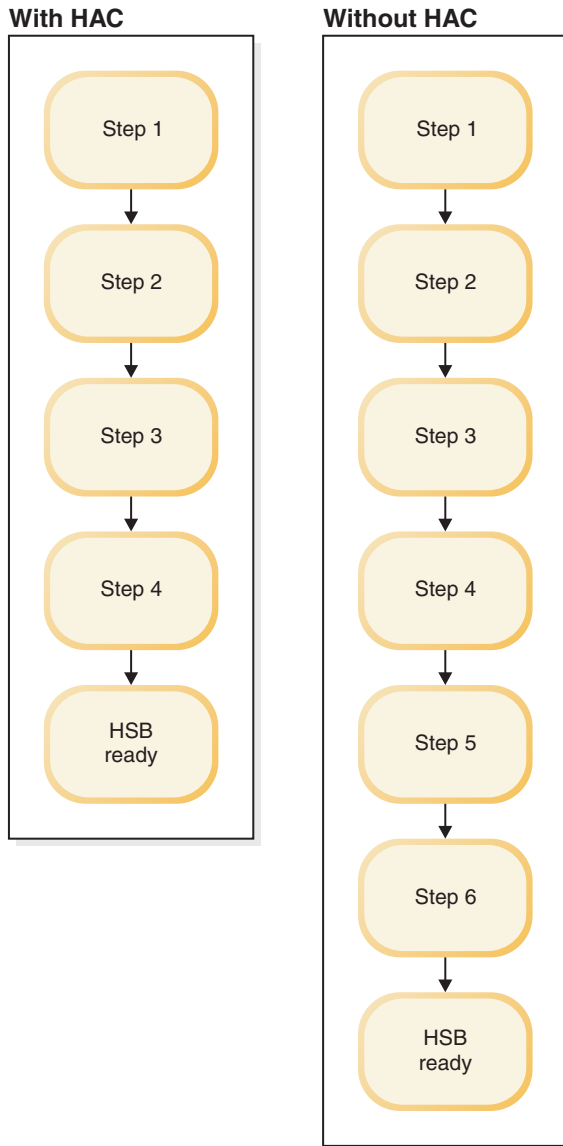 With HAC
Step 1
Step 2
Step 3
Step 4
HSB
ready
Without HAC
Step 1
Step 2
Step 3
Step 4
Step 5
Step 6
HSB
ready